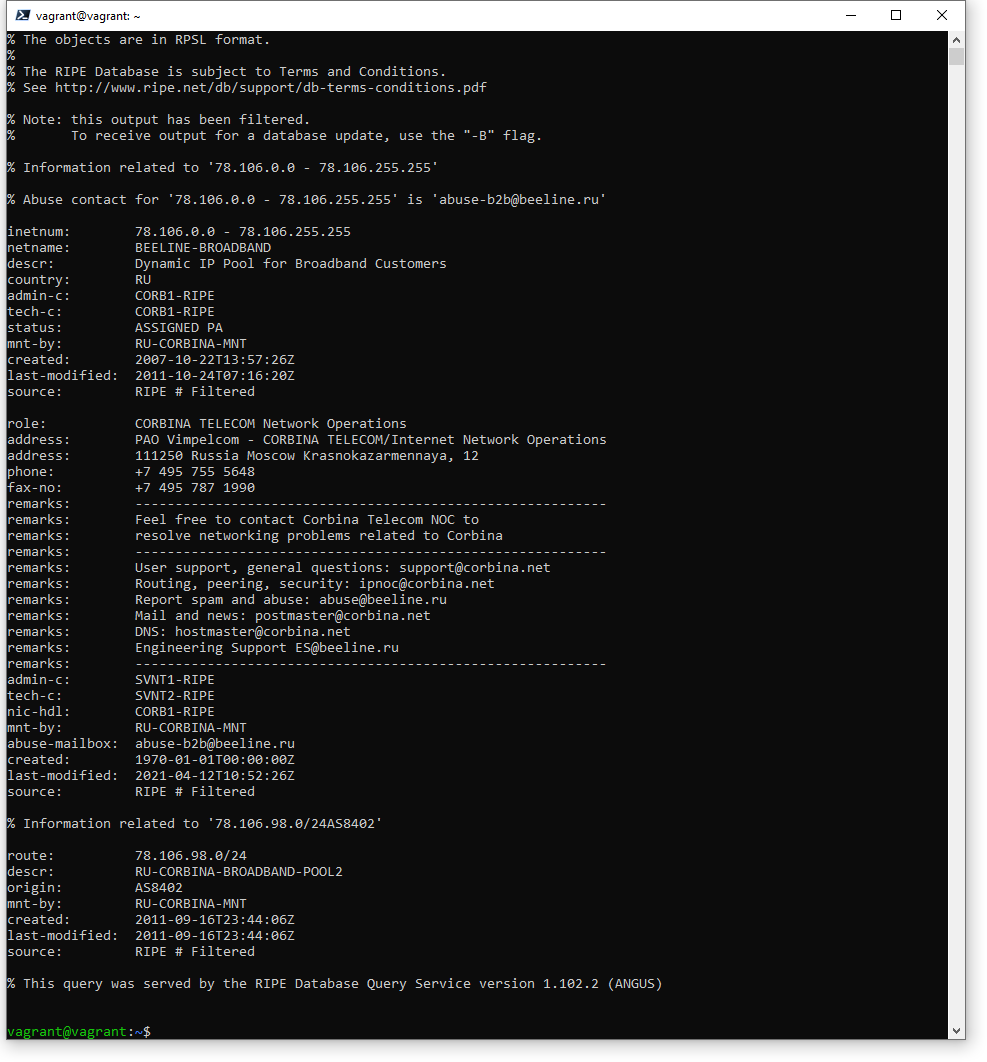 vagrant@vagrant: ~
% The objects are in RPSL format.
%
% The RIPE Database is subject to Terms and Conditions.
% See http://www.ripe.net/db/support/db-terms-conditions.pdf
% Note: this output has been filtered.
%       To receive output for a database update, use the "-B" flag.
% Information related to '78.106.0.0 - 78.106.255.255'
% Abuse contact for '78.106.0.0 - 78.106.255.255' is 'abuse-b2b@beeline.ru'
inetnum:        78.106.0.0 - 78.106.255.255
netname:        BEELINE-BROADBAND
descr:          Dynamic IP Pool for Broadband Customers
country:        RU
admin-c:        CORB1-RIPE
tech-c:         CORB1-RIPE
status:         ASSIGNED PA
mnt-by:         RU-CORBINA-MNT
created:        2007-10-22T13:57:26Z
last-modified:  2011-10-24T07:16:20Z
source:         RIPE # Filtered
role:           CORBINA TELECOM Network Operations
address:        PAO Vimpelcom - CORBINA TELECOM/Internet Network Operations
address:        111250 Russia Moscow Krasnokazarmennaya, 12
phone:          +7 495 755 5648
fax-no:         +7 495 787 1990
remarks:        -----------------------------------------------------------
remarks:        Feel free to contact Corbina Telecom NOC to
remarks:        resolve networking problems related to Corbina
remarks:        -----------------------------------------------------------
remarks:        User support, general questions: support@corbina.net
remarks:        Routing, peering, security: ipnoc@corbina.net
remarks:        Report spam and abuse: abuse@beeline.ru
remarks:        Mail and news: postmaster@corbina.net
remarks:        DNS: hostmaster@corbina.net
remarks:        Engineering Support ES@beeline.ru
remarks:        -----------------------------------------------------------
admin-c:        SVNT1-RIPE
tech-c:         SVNT2-RIPE
nic-hdl:        CORB1-RIPE
mnt-by:         RU-CORBINA-MNT
abuse-mailbox:  abuse-b2b@beeline.ru
created:        1970-01-01T00:00:00Z
last-modified:  2021-04-12T10:52:26Z
source:         RIPE # Filtered
% Information related to '78.106.98.0/24AS8402'
route:          78.106.98.0/24
descr:          RU-CORBINA-BROADBAND-POOL2
origin:         AS8402
mnt-by:         RU-CORBINA-MNT
created:        2011-09-16T23:44:06Z
last-modified:  2011-09-16T23:44:06Z
source:         RIPE # Filtered
% This query was served by the RIPE Database Query Service version 1.102.2 (ANGUS)
vagrant@vagrant:~$